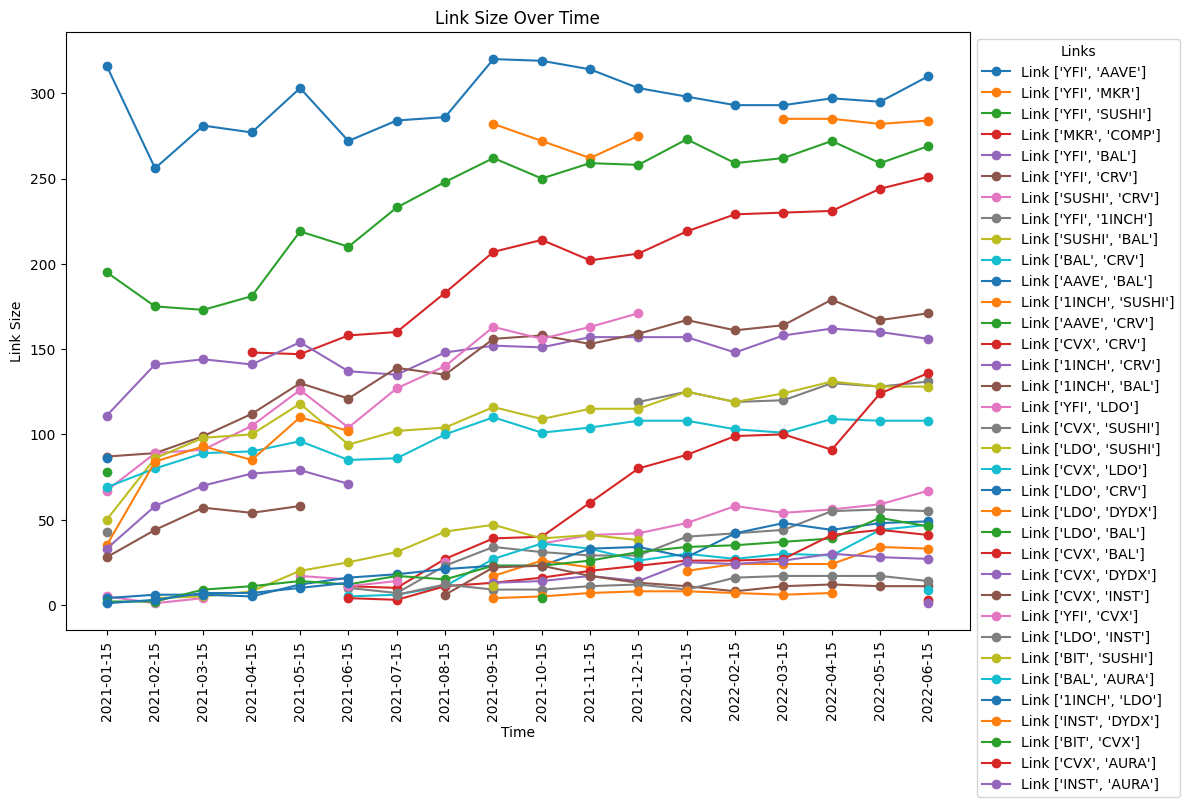 Link Size Over Time
Link Size
300
250
200
150
100
50
0
2021-01-15
2021-02-15
2021-03-15
2021-04-15
2021-05-15
2021-06-15
2021-07-15
2021-08-15
2021-09-15
2021-10-15
2021-11-15
2021-12-15
2022-01-15
2022-02-15
2022-03-15
2022-04-15
2022-05-15
2022-06-15
Time
Links
Link ['YFI', 'AAVE']
Link ['YFI', 'MKR']
Link ['YFI', 'SUSHI']
Link ['MKR', 'COMP']
Link ['YFI', 'BAL']
Link ['YFI', 'CRV']
Link ['SUSHI', 'CRV']
Link ['YFI', '1INCH']
Link ['SUSHI', 'BAL']
Link ['BAL', 'CRV']
Link ['AAVE', 'BAL']
Link ['1INCH', 'SUSHI']
Link ['AAVE', 'CRV']
Link ['CVX', 'CRV']
Link ['1INCH', 'CRV']
Link ['1INCH', 'BAL']
Link ['YFI', 'LDO']
Link ['CVX', 'SUSHI']
Link ['LDO', 'SUSHI']
Link ['CVX', 'LDO']
Link ['LDO', 'CRV']
Link ['LDO', 'DYDX']
Link ['LDO', 'BAL']
Link ['CVX', 'BAL']
Link ['CVX', 'DYDX']
Link ['CVX', 'INST']
Link ['YFI', 'CVX']
Link ['LDO', 'INST']
Link ['BIT', 'SUSHI']
Link ['BAL', 'AURA']
Link ['1INCH', 'LDO']
Link ['INST', 'DYDX']
Link ['BIT', 'CVX']
Link ['CVX', 'AURA']
Link ['INST', 'AURA']